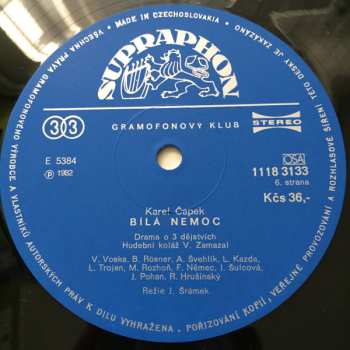 VŠECHNA PRÁVA GRAMOFONOVÉHO VÝROBCE A VLASTNÍKŮ AUTORSKÝCH PRÁV K DÍLU VYHRAŽENA. POŘIZOVÁNÍ KOPIÍ, VEŘEJNÉ PROVOZOVÁNÍ A ROZHLASOVÉ ŠÍŘENÍ TÉTO DESKY JE ZAKÁZÁNO • MADE IN CZECHOSLOVAKIA •
SUPRAPHON
GRAMOFONOVÝ KLUB
33
STEREO
E 5384
OSA
℗ 1982
1118 3133
6. strana
Kčs 36,-
Karel Čapek
BÍLÁ NEMOC
Drama o 3 dějstvích
Hudební koláž V. Zamazal
V. Voska, B. Rösner, A. Švehlík, L. Kazda,
L. Trojan, M. Rozhoň, F. Němec, I. Šulcová,
J. Pohan, R. Hrušínský
Režie J. Šrámek